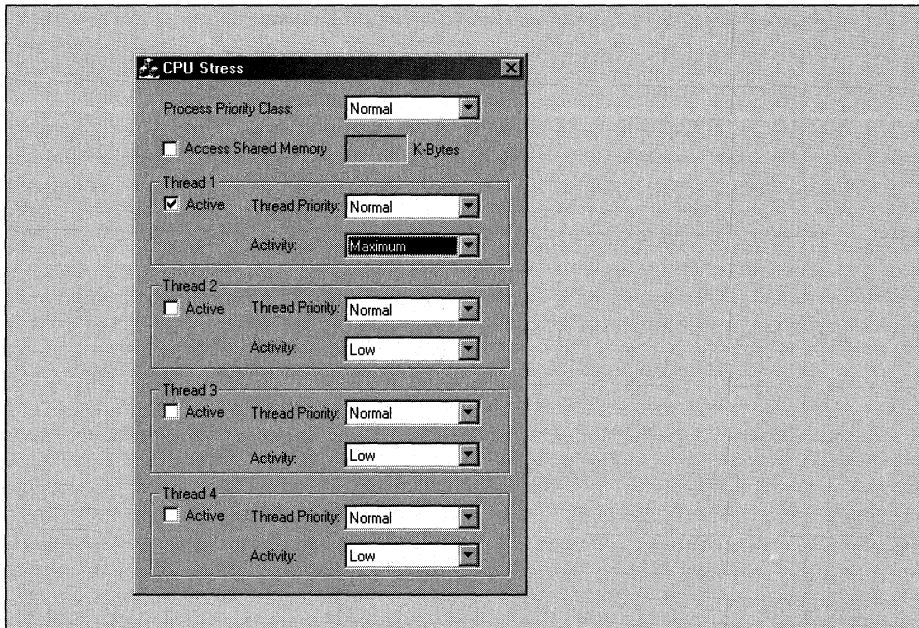 CPU Stress
Process Priority Class: Normal
Access Shared Memory K-Bytes
Thread 1
Active Thread Priority: Normal
Activity: Maximum
Thread 2
Active Thread Priority: Normal
Activity: Low
Thread 3
Active Thread Priority: Normal
Activity: Low
Thread 4
Active Thread Priority: Normal
Activity: Low